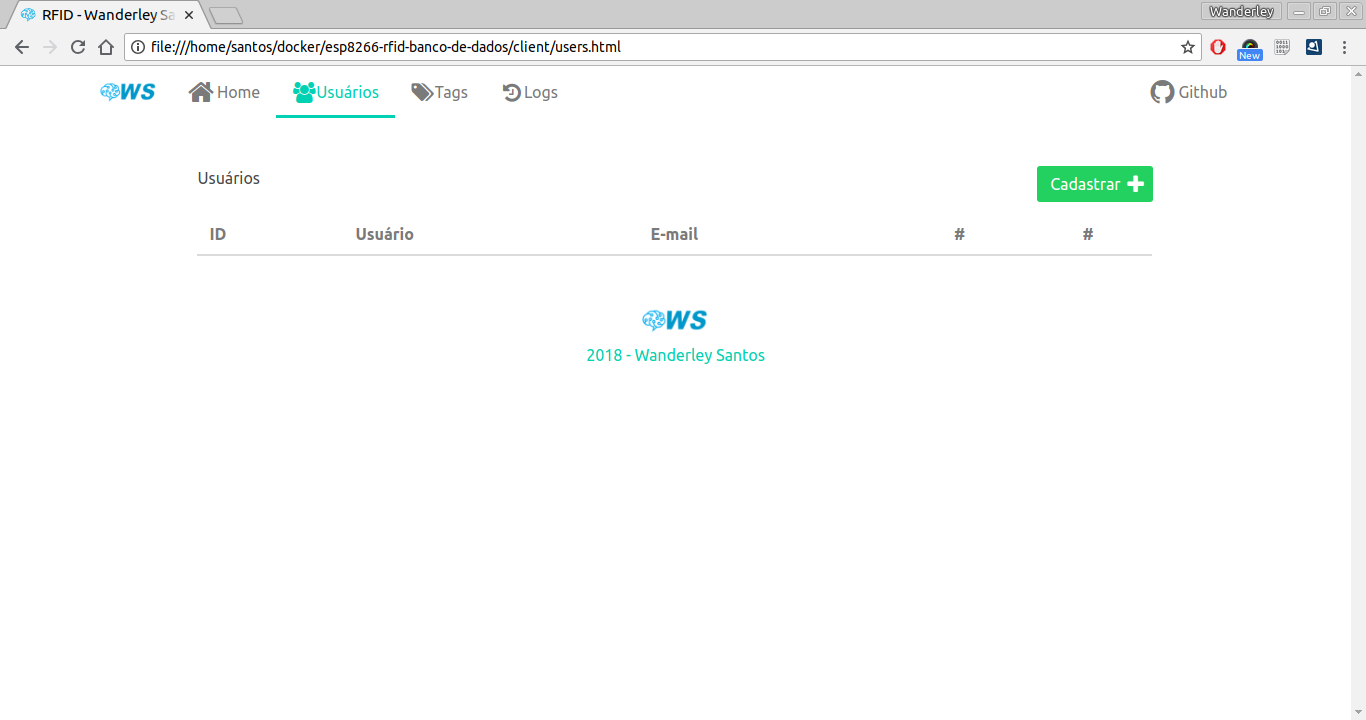 RFID - Wanderley Sa
Wanderley
file:///home/santos/docker/esp8266-rfid-banco-de-dados/client/users.html
New
WS Home Usuários Tags Logs Github
Usuários Cadastrar
ID Usuário E-mail # #
WS
2018 - Wanderley Santos